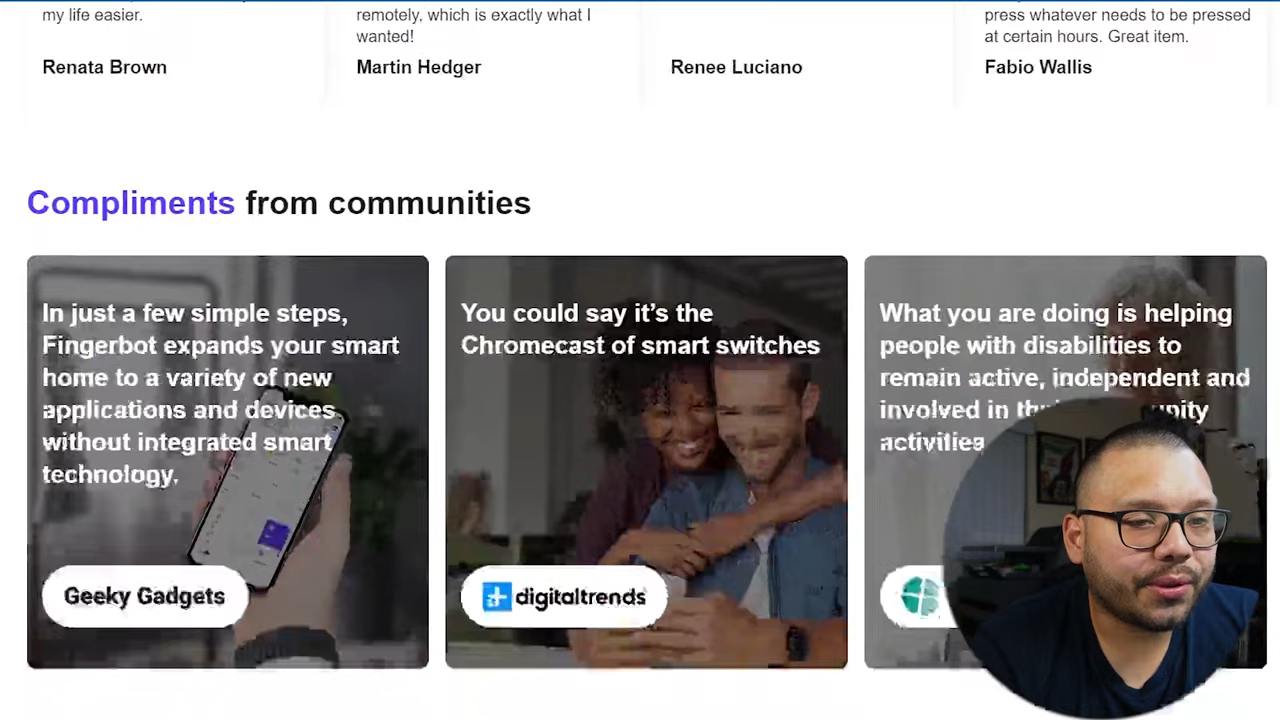 my life easier.
remotely, which is exactly what I
wanted!
press whatever needs to be pressed
at certain hours. Great item.
Renata Brown
Martin Hedger
Renee Luciano
Fabio Wallis
Compliments from communities
In just a few simple steps,
Fingerbot expands your smart
home to a variety of new
applications and devices
without integrated smart
technology.
Geeky Gadgets
You could say it’s the
Chromecast of smart switches
digitaltrends
What you are doing is helping
people with disabilities to
remain active, independent and
involved in
activities